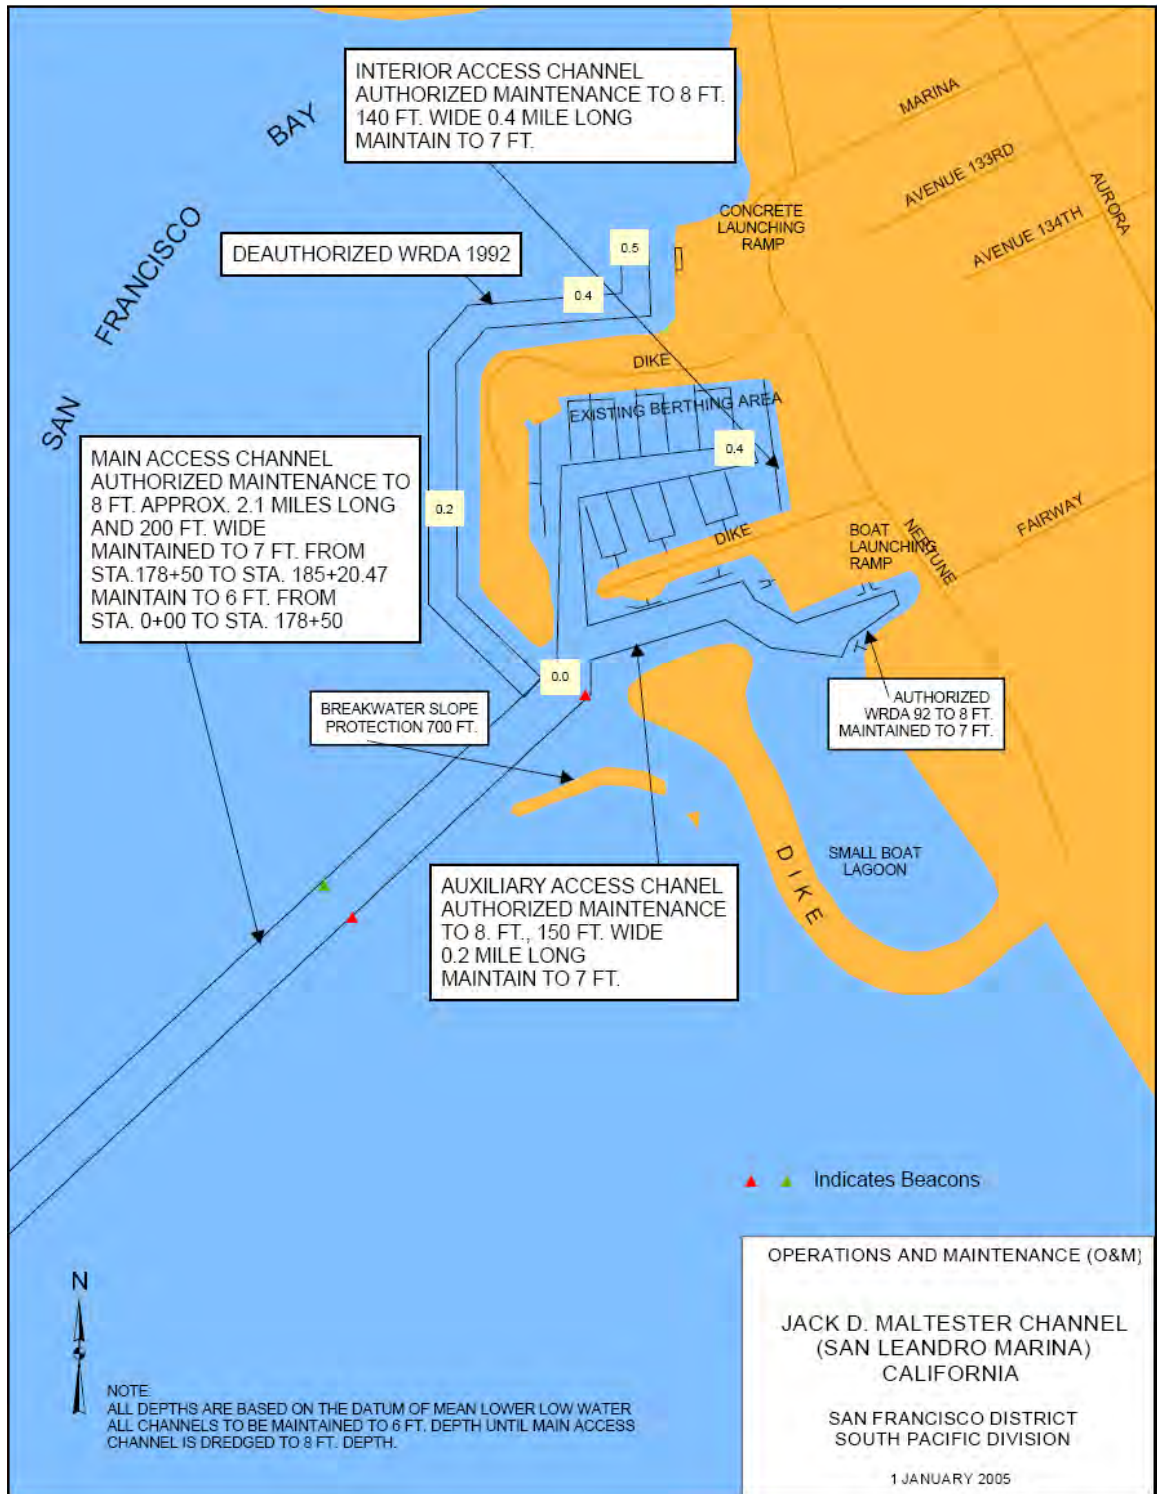 INTERIOR ACCESS CHANNEL
AUTHORIZED MAINTENANCE TO 8 FT.
140 FT. WIDE 0.4 MILE LONG
MAINTAIN TO 7 FT.
SAN FRANCISCO BAY
MARINA
AVENUE 133RD
AURORA
AVENUE 134TH
CONCRETE
LAUNCHING
RAMP
DEAUTHORIZED WRDA 1992
0.5
0.4
DIKE
EXISTING BERTHING AREA
0.4
MAIN ACCESS CHANNEL
AUTHORIZED MAINTENANCE TO
8 FT. APPROX. 2.1 MILES LONG
AND 200 FT. WIDE
MAINTAINED TO 7 FT. FROM
STA.178+50 TO STA. 185+20.47
MAINTAIN TO 6 FT. FROM
STA. 0+00 TO STA. 178+50
0.2
DIKE
BOAT
LAUNCHING
RAMP
NEPTUNE
FAIRWAY
0.0
BREAKWATER SLOPE
PROTECTION 700 FT.
AUTHORIZED
WRDA 92 TO 8 FT.
MAINTAINED TO 7 FT.
DIKE
SMALL BOAT
LAGOON
AUXILIARY ACCESS CHANEL
AUTHORIZED MAINTENANCE
TO 8. FT., 150 FT. WIDE
0.2 MILE LONG
MAINTAIN TO 7 FT.
Indicates Beacons
N
NOTE:
ALL DEPTHS ARE BASED ON THE DATUM OF MEAN LOWER LOW WATER
ALL CHANNELS TO BE MAINTAINED TO 6 FT. DEPTH UNTIL MAIN ACCESS
CHANNEL IS DREDGED TO 8 FT. DEPTH.
OPERATIONS AND MAINTENANCE (O&M)
JACK D. MALTESTER CHANNEL
(SAN LEANDRO MARINA)
CALIFORNIA
SAN FRANCISCO DISTRICT
SOUTH PACIFIC DIVISION
1 JANUARY 2005